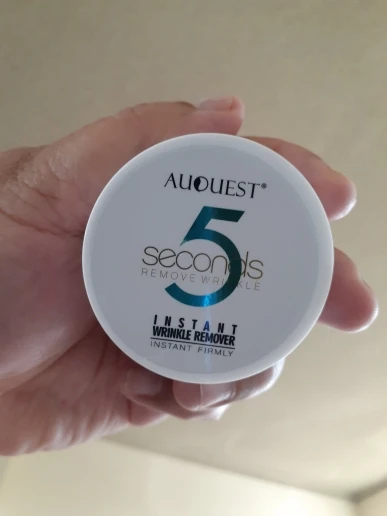 AUQUEST®
5
seconds
REMOVE WRINKLE
INSTANT
WRINKLE REMOVER
INSTANT FIRMLY